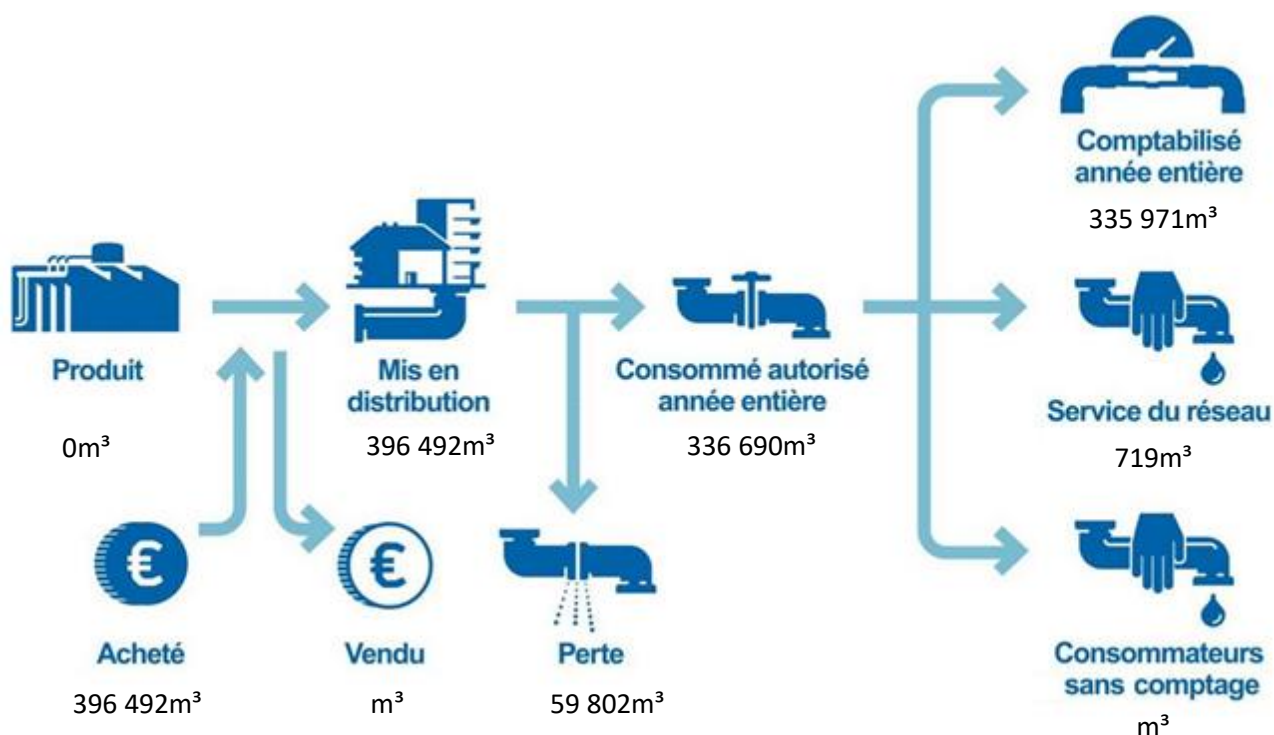 Comptabilisé
année entière
335 971m³
Produit
0m³
Mis en
distribution
396 492m³
Consommé autorisé
année entière
336 690m³
Service du réseau
719m³
€
Acheté
396 492m³
€
Vendu
m³
Perte
59 802m³
Consommateurs
sans comptage
m³